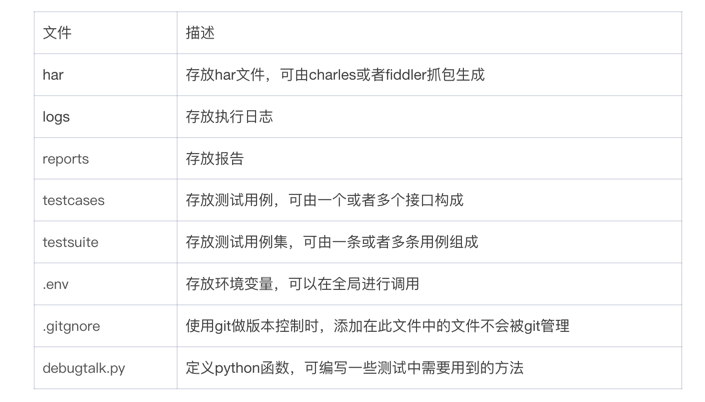 文件 描述
har 存放har文件，可由charles或者fiddler抓包生成
logs 存放执行日志
reports 存放报告
testcases 存放测试用例，可由一个或者多个接口构成
testsuite 存放测试用例集，可由一条或者多条用例组成
.env 存放环境变量，可以在全局进行调用
.gitgnore 使用git做版本控制时，添加在此文件中的文件不会被git管理
debugtalk.py 定义python函数，可编写一些测试中需要用到的方法